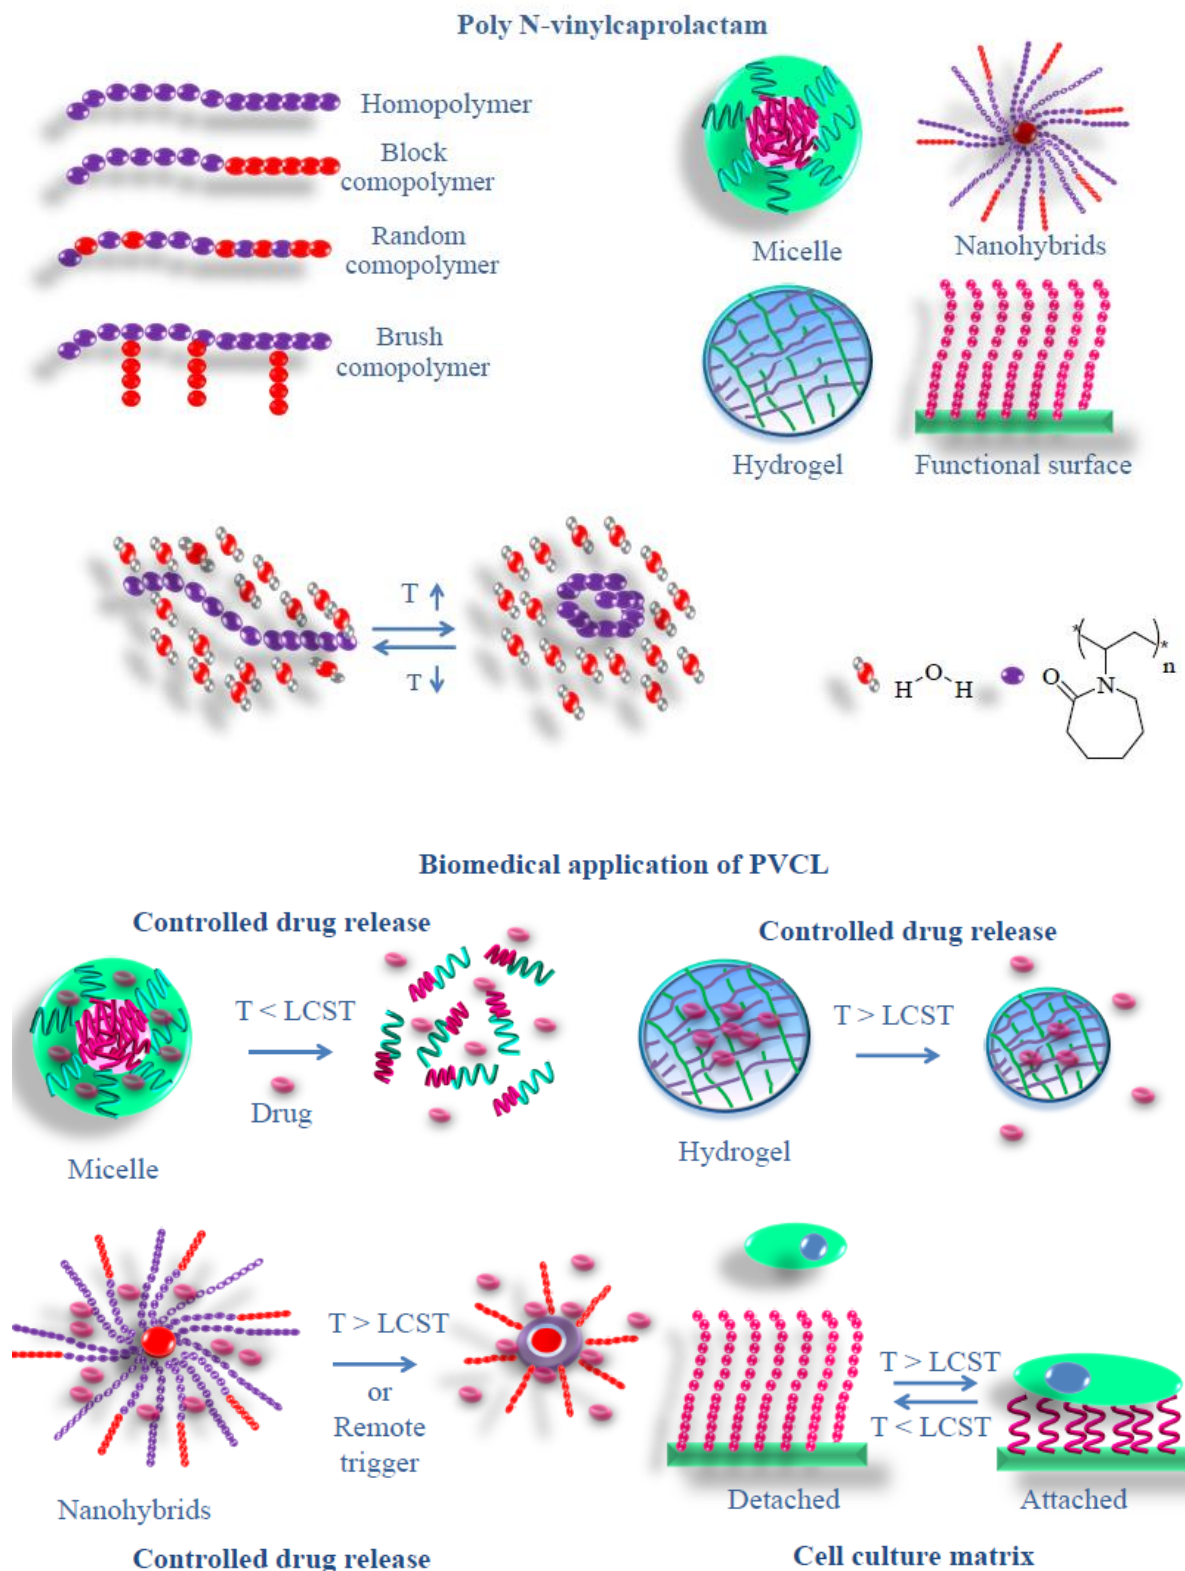 Poly N-vinylcaprolactam
Homopolymer
Block
comopolymer
Random
comopolymer
Brush
comopolymer
Micelle
Nanohybrids
Hydrogel
Functional surface
T ↑
T ↓
H O H
* ( ) * n
O N
Biomedical application of PVCL
Controlled drug release
T < LCST
Drug
Micelle
Controlled drug release
T > LCST
Hydrogel
T > LCST
or
Remote
trigger
Nanohybrids
Controlled drug release
T > LCST
T < LCST
Detached
Attached
Cell culture matrix